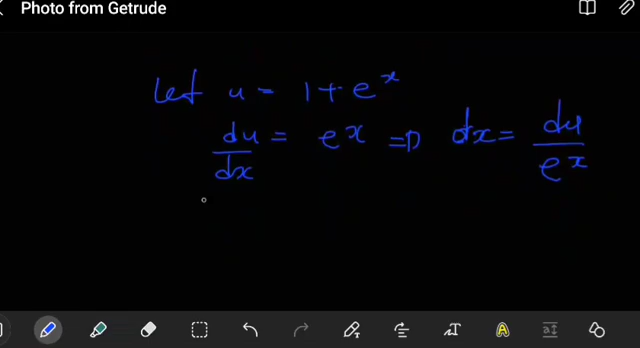 Photo from Getrude
Let u = 1 + e^x
du/dx = e^x => dx = du/e^x